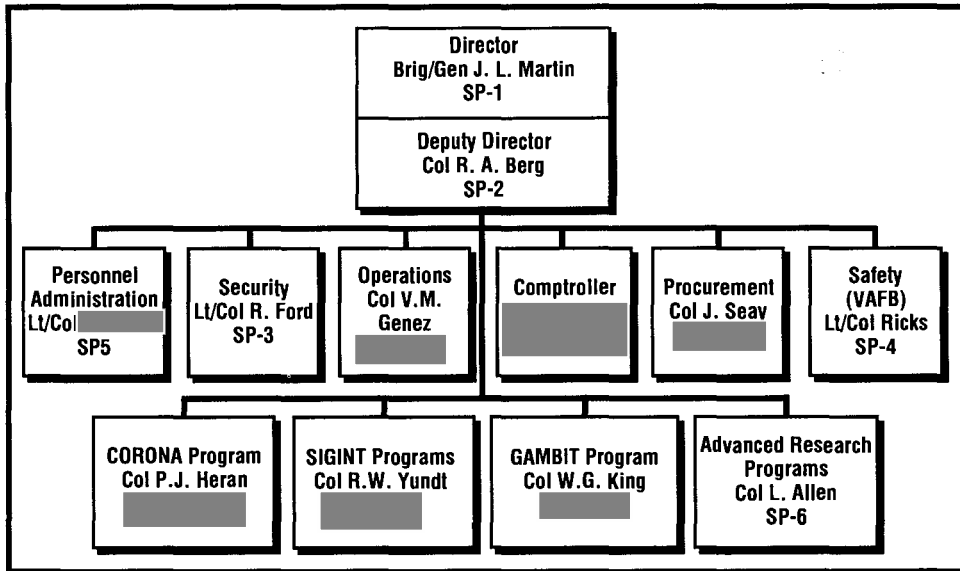 Director
Brig/Gen J. L. Martin
SP-1
Deputy Director
Col R. A. Berg
SP-2
Personnel
Administration
Lt/Col
SP5
Security
Lt/Col R. Ford
SP-3
Operations
Col V.M.
Genez
Comptroller
Procurement
Col J. Seav
Safety
(VAFB)
Lt/Col Ricks
SP-4
CORONA Program
Col P.J. Heran
SIGINT Programs
Col R.W. Yundt
GAMBIT Program
Col W.G. King
Advanced Research
Programs
Col L. Allen
SP-6